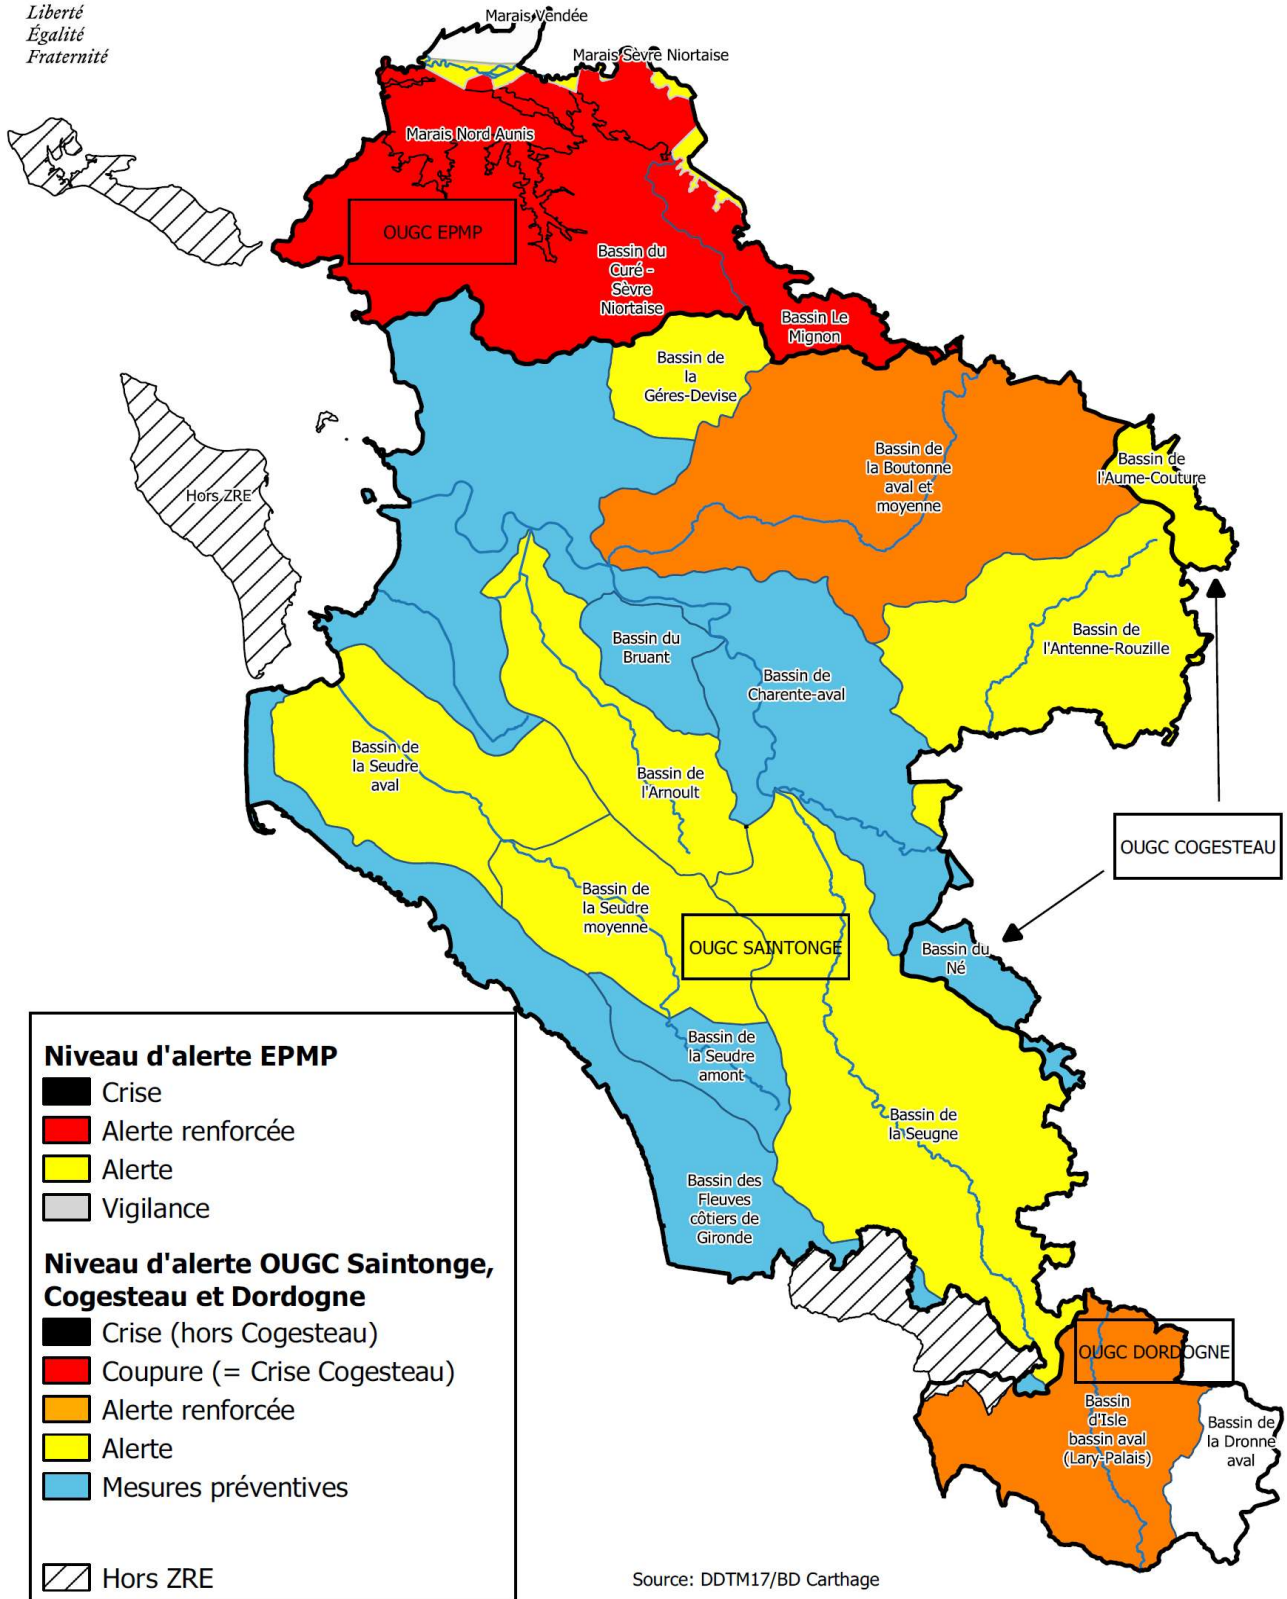 Liberté
Égalité
Fraternité
Marais Vendée
Marais Sèvre Niortaise
Marais Nord Aunis
OUGC EPMP
Bassin du
Curé -
Sèvre
Niortaise
Bassin Le
Mignon
Bassin de
la
Géres-Devise
Bassin de
la Boutonne
aval et
moyenne
Bassin de
l'Aume-Couture
Hors ZRE
Bassin de
l'Antenne-Rouzille
Bassin du
Bruant
Bassin de
Charente-aval
Bassin de
la Seudre
aval
Bassin de
l'Arnoult
OUGC COGESTEAU
Bassin de
la Seudre
moyenne
OUGC SAINTONGE
Bassin du
Né
Bassin de
la Seudre
amont
Bassin de
la Seugne
Bassin des
Fleuves
côtiers de
Gironde
OUGC DORDOGNE
Bassin
d'Isle
bassin aval
(Lary-Palais)
Bassin de
la Dronne
aval
Niveau d'alerte EPMP
Crise
Alerte renforcée
Alerte
Vigilance
Niveau d'alerte OUGC Saintonge,
Cogesteau et Dordogne
Crise (hors Cogesteau)
Coupure (= Crise Cogesteau)
Alerte renforcée
Alerte
Mesures préventives
Hors ZRE
Source: DDTM17/BD Carthage